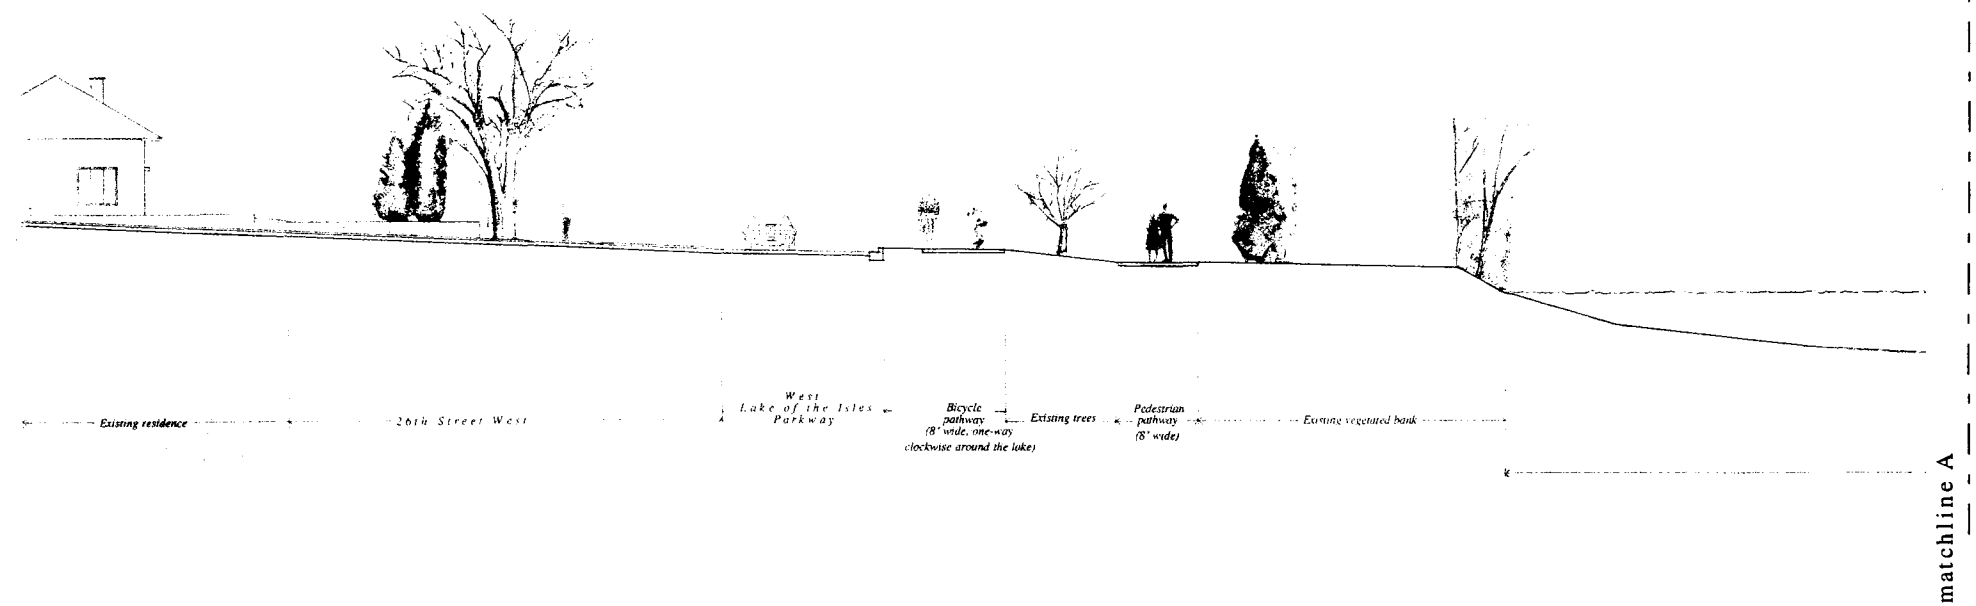 Existing residence
26th Street West
West
Lake of the Isles
Parkway
Bicycle
pathway
(8' wide, one-way
clockwise around the lake)
Existing trees
Pedestrian
pathway
(8' wide)
Existing vegetated bank
matchline A